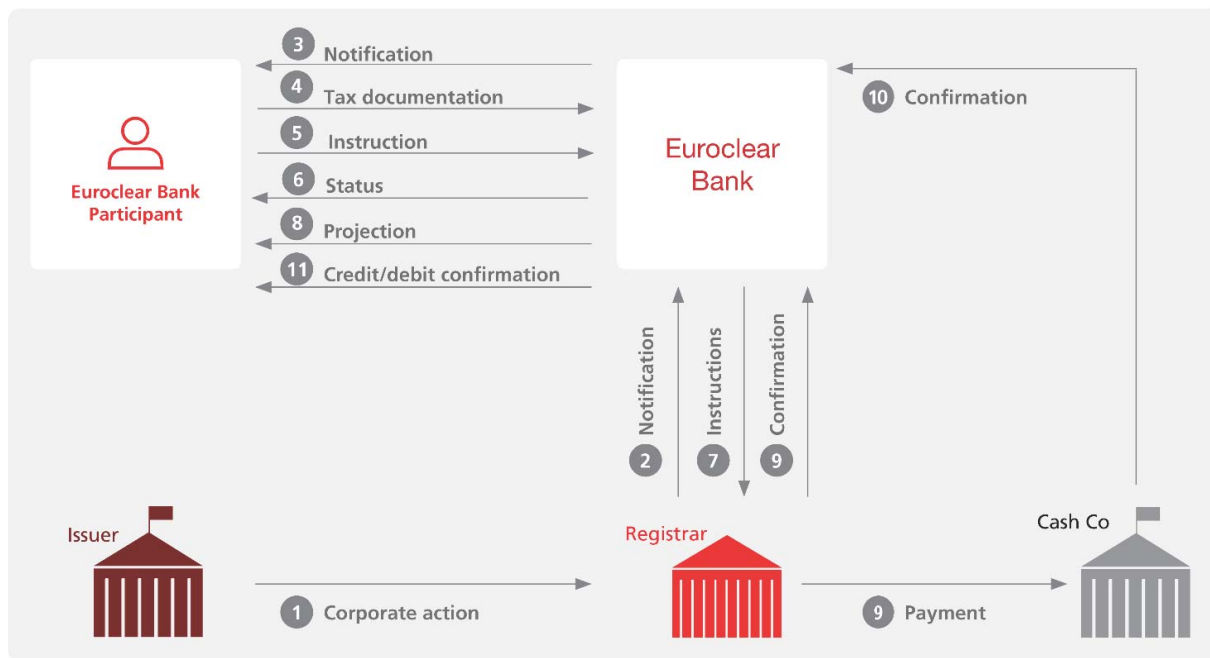 3 Notification
4 Tax documentation
5 Instruction
6 Status
8 Projection
11 Credit/debit confirmation
Euroclear Bank
Participant
Euroclear
Bank
10 Confirmation
2 Notification
7 Instructions
9 Confirmation
Issuer
1 Corporate action
Registrar
9 Payment
Cash Co